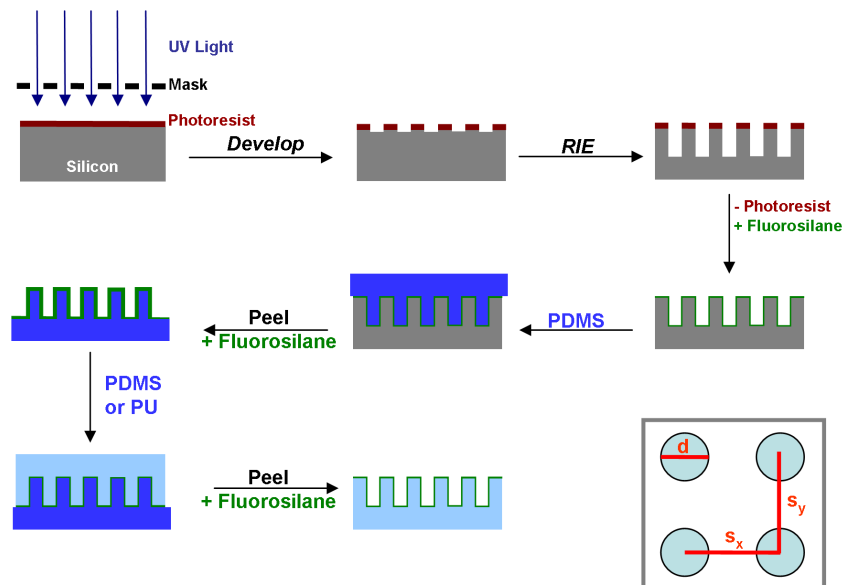 UV Light
Mask
Photoresist
Silicon
Develop
RIE
- Photoresist
+ Fluorosilane
PDMS
Peel
+ Fluorosilane
PDMS
or PU
Peel
+ Fluorosilane
d
sx
sy